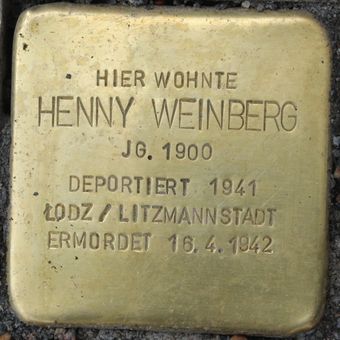 HIER WOHNTE
HENNY WEINBERG
JG. 1900
DEPORTIERT 1941
ŁODZ / LITZMANNSTADT
ERMORDET 16.4.1942